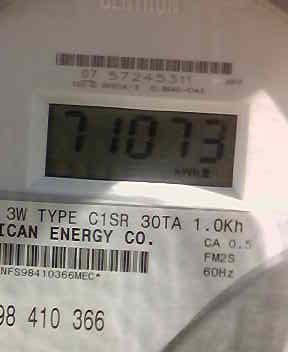 CENTRON
07 57245311
71073
kWh
3W TYPE C1SR 30TA 1.0Kh
ICAN ENERGY CO.
CA 0.5
FM2S
NFS98410366MEC*
60Hz
98 410 366